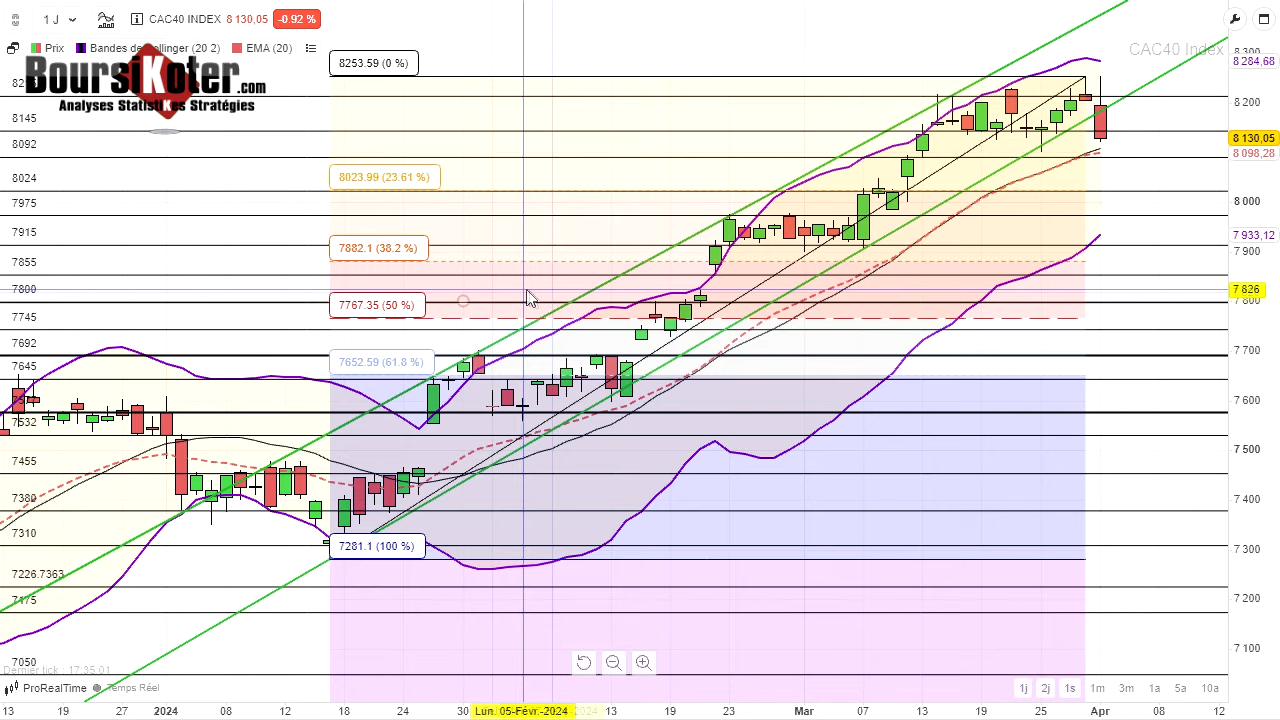 1 J
CAC40 INDEX 8 130,05 -0.92 %
Prix
Bandes de Bollinger (20 2)
EMA (20)
BoursiKoter.com
Analyses StatistiKes Stratégies
CAC40 Index
8145
8092
8024
7975
7915
7855
7800
7745
7692
7645
7532
7455
7380
7310
7226.7363
7175
7050
8253.59 (0 %)
8023.99 (23.61 %)
7882.1 (38.2 %)
7767.35 (50 %)
7652.59 (61.8 %)
7281.1 (100 %)
8 300
8 284,68
8 200
8 130,05
8 098,28
8 000
7 933,12
7 900
7 826
7 800
7 700
7 600
7 500
7 400
7 300
7 200
7 100
Dernier tick : 17:35:01
ProRealTime
Temps Réel
1j 2j 1s 1m 3m 1a 5a 10a
13 19 27 2024 08 12 18 24 30 Lun. 05-Févr.-2024 13 19 23 Mar 07 13 19 25 Apr 08 12